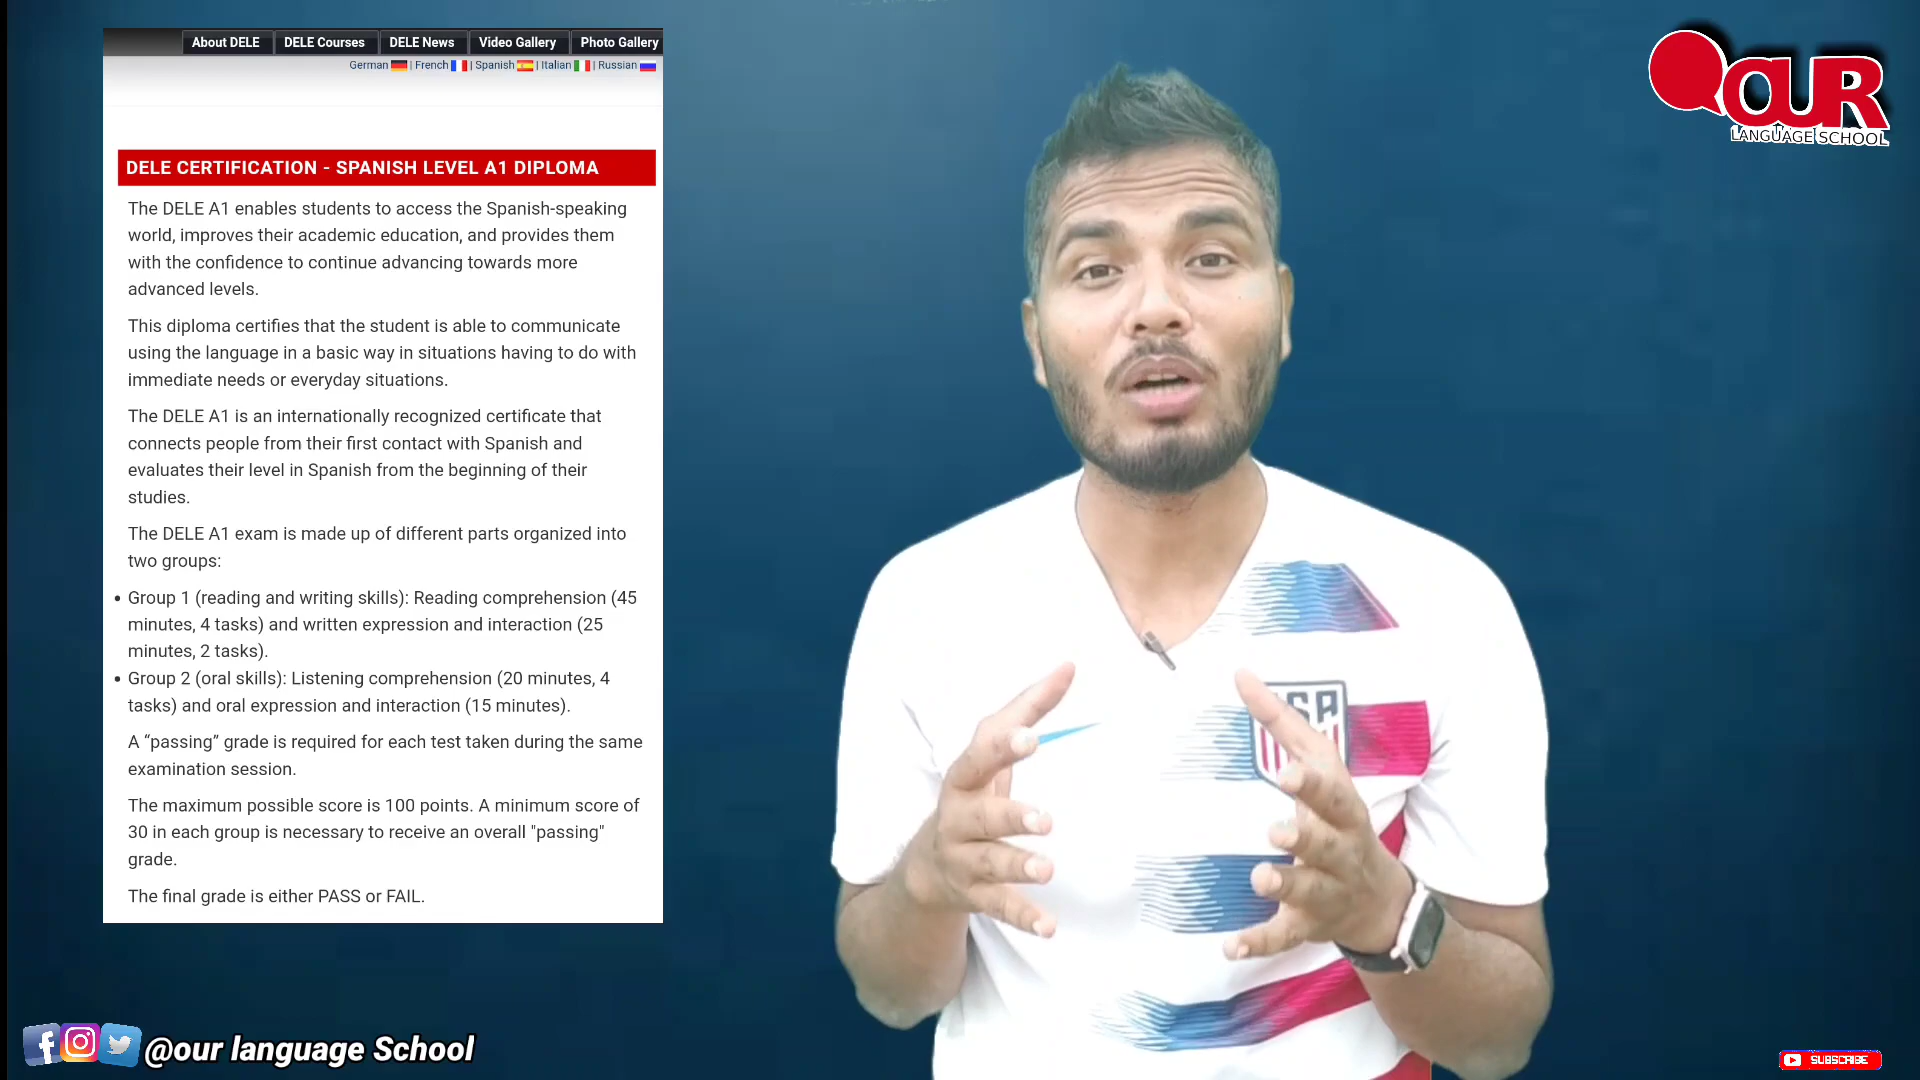 About DELE
DELE Courses
DELE News
Video Gallery
Photo Gallery
German | French | Spanish | Italian | Russian
DELE CERTIFICATION - SPANISH LEVEL A1 DIPLOMA
The DELE A1 enables students to access the Spanish-speaking
world, improves their academic education, and provides them
with the confidence to continue advancing towards more
advanced levels.
This diploma certifies that the student is able to communicate
using the language in a basic way in situations having to do with
immediate needs or everyday situations.
The DELE A1 is an internationally recognized certificate that
connects people from their first contact with Spanish and
evaluates their level in Spanish from the beginning of their
studies.
The DELE A1 exam is made up of different parts organized into
two groups:
• Group 1 (reading and writing skills): Reading comprehension (45
minutes, 4 tasks) and written expression and interaction (25
minutes, 2 tasks).
• Group 2 (oral skills): Listening comprehension (20 minutes, 4
tasks) and oral expression and interaction (15 minutes).
A “passing” grade is required for each test taken during the same
examination session.
The maximum possible score is 100 points. A minimum score of
30 in each group is necessary to receive an overall "passing"
grade.
The final grade is either PASS or FAIL.
OUR
LANGUAGE SCHOOL
@our language School
SUBSCRIBE